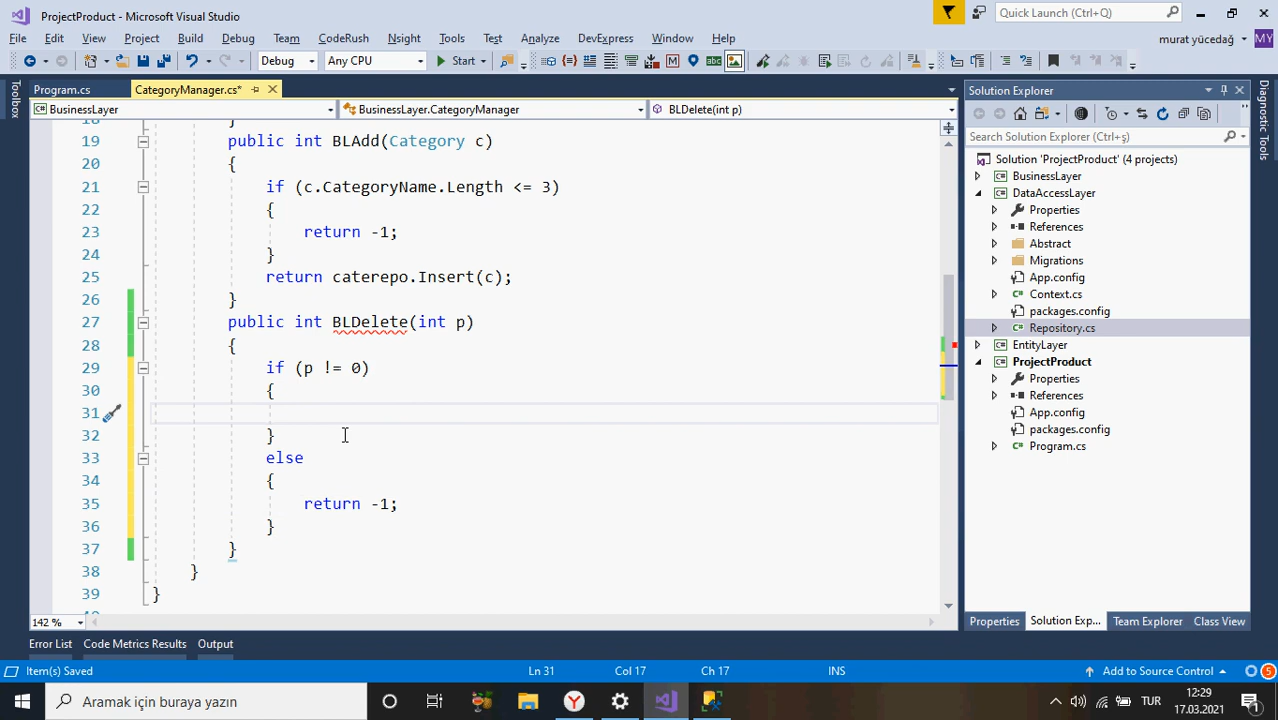 ProjectProduct - Microsoft Visual Studio
Quick Launch (Ctrl+Q)
File Edit View Project Build Debug Team CodeRush Nsight Tools Test Analyze DevExpress Window Help
murat yücedağ MY
Debug Any CPU Start
Program.cs CategoryManager.cs*
BusinessLayer BusinessLayer.CategoryManager BLDelete(int p)
Toolbox
18 }
19 public int BLAdd(Category c)
20 {
21 if (c.CategoryName.Length <= 3)
22 {
23 return -1;
24 }
25 return caterepo.Insert(c);
26 }
27 public int BLDelete(int p)
28 {
29 if (p != 0)
30 {
31
32 }
33 else
34 {
35 return -1;
36 }
37 }
38 }
39 }
142 %
Solution Explorer
Search Solution Explorer (Ctrl+ş)
Solution 'ProjectProduct' (4 projects)
BusinessLayer
DataAccessLayer
Properties
References
Abstract
Migrations
App.config
Context.cs
packages.config
Repository.cs
EntityLayer
ProjectProduct
Properties
References
App.config
packages.config
Program.cs
Diagnostic Tools
Properties Solution Exp... Team Explorer Class View
Error List Code Metrics Results Output
Item(s) Saved Ln 31 Col 17 Ch 17 INS Add to Source Control 5
Aramak için buraya yazın
TUR
12:29
17.03.2021
1